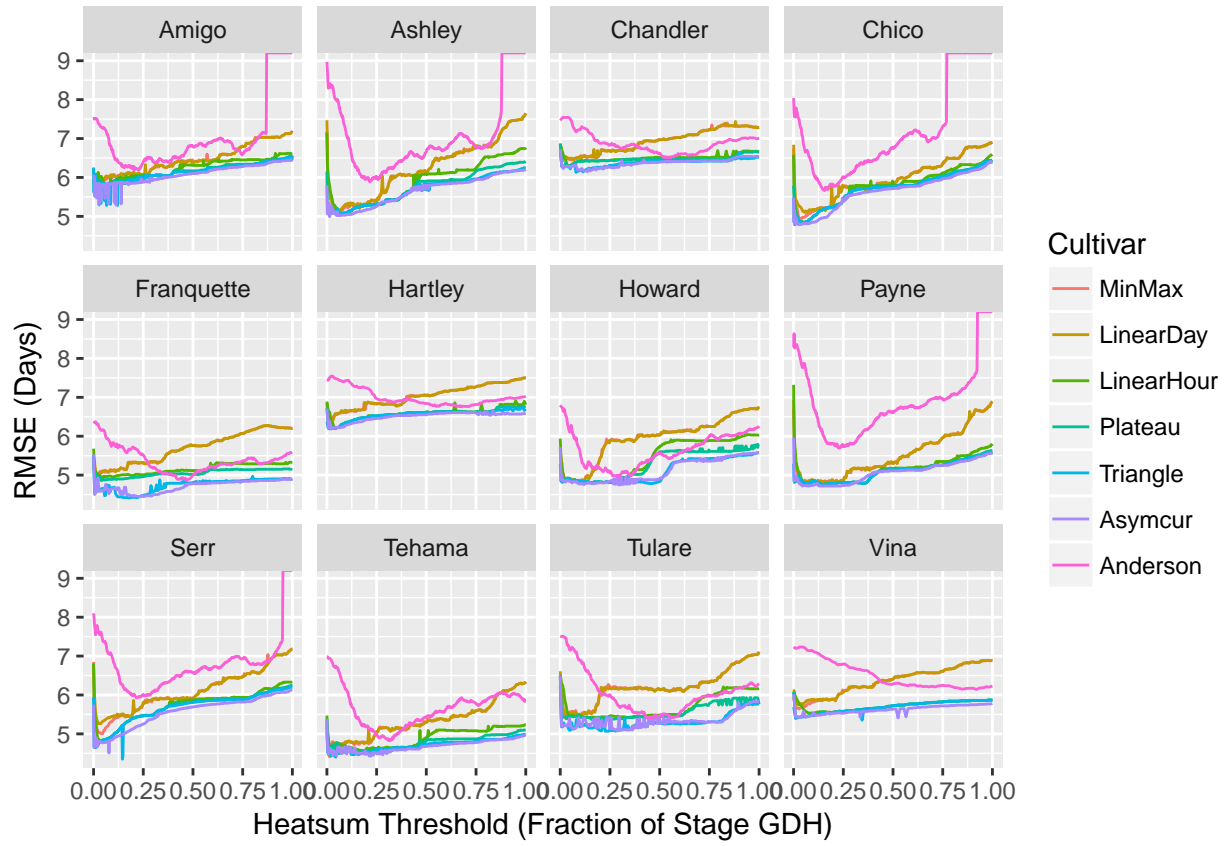 Amigo Ashley Chandler Chico
9
8
7
6
5
Franquette Hartley Howard Payne
9
8
7
6
5
Serr Tehama Tulare Vina
9
8
7
6
5
0.00 0.25 0.50 0.75 1.00 0.00 0.25 0.50 0.75 1.00 0.00 0.25 0.50 0.75 1.00 0.00 0.25 0.50 0.75 1.00
Heatsum Threshold (Fraction of Stage GDH)
RMSE (Days)
Cultivar
MinMax
LinearDay
LinearHour
Plateau
Triangle
Asymcur
Anderson